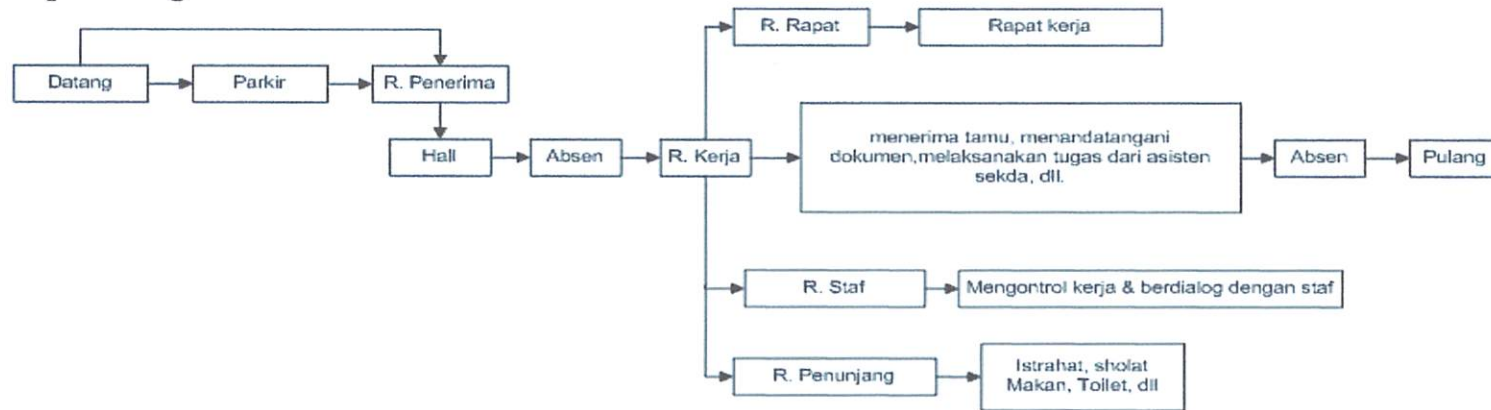 R. Rapat
Rapat kerja
Datang
Parkir
R. Penerima
Hall
Absen
R. Kerja
menerima tamu, menandatangani
dokumen,melaksanakan tugas dari asisten
sekda, dll.
Absen
Pulang
R. Staf
Mengontrol kerja & berdialog dengan staf
R. Penunjang
Istrahat, sholat
Makan, Toilet, dll